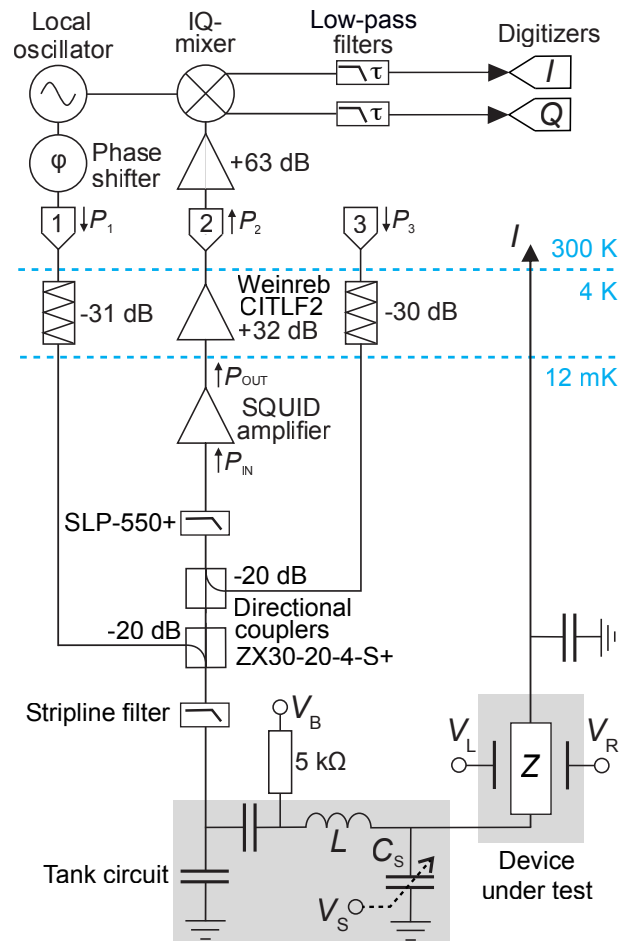 Local
oscillator
IQ-
mixer
Low-pass
filters
Digitizers
τ
I
τ
Q
φ
Phase
shifter
+63 dB
1
P1
2
P2
3
P3
I
300 K
4 K
-31 dB
Weinreb
CITLF2
+32 dB
-30 dB
12 mK
POUT
SQUID
amplifier
PIN
SLP-550+
-20 dB
Directional
couplers
ZX30-20-4-S+
-20 dB
Stripline filter
VB
5 kΩ
VL
Z
VR
L
CS
Tank circuit
VS
Device
under test